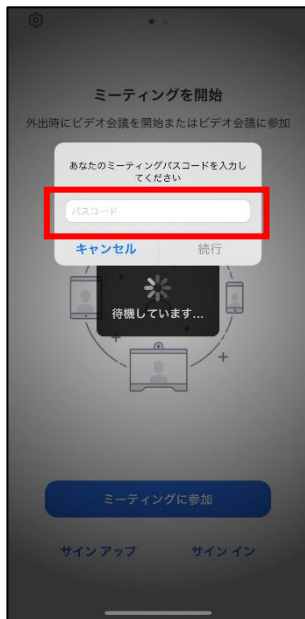 ミーティングを開始
外出時にビデオ会議を開始またはビデオ会議に参加
あなたのミーティングパスコードを入力し
てください
パスコード
キャンセル
続行
待機しています...
ミーティングに参加
サイン アップ
サイン イン